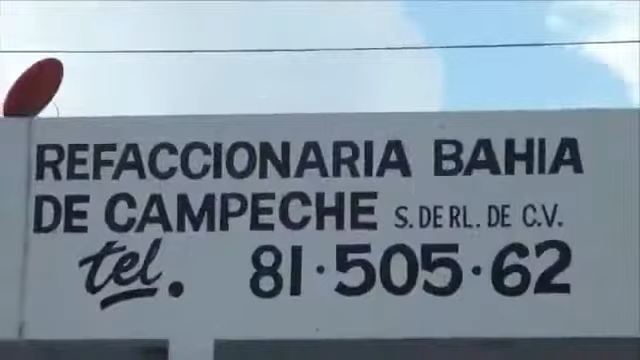 REFACCIONARIA BAHIA
DE CAMPECHE S. DE RL. DE C.V.
tel. 81·505·62